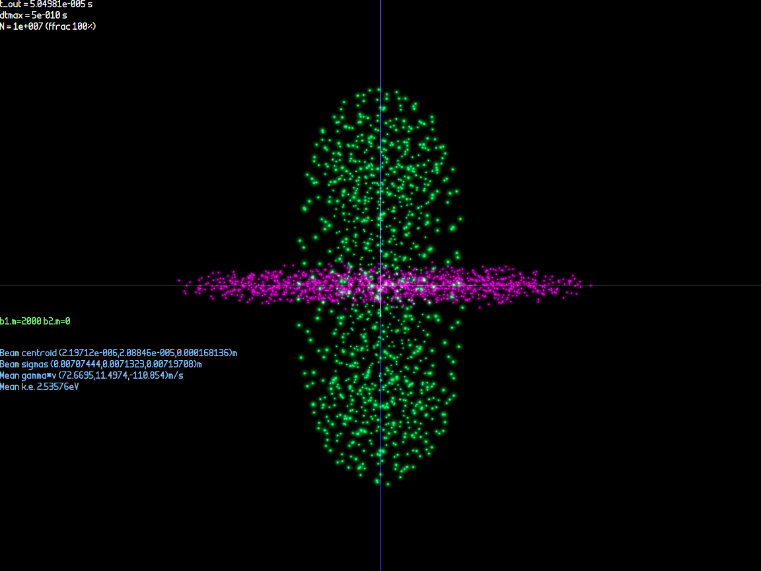 t_out = 5.04981e-005 s
dtmax = 5e-010 s
N = 1e+007 (ffrac 100%)
b1.m=2000 b2.m=0
Beam centroid (2.19712e-006,2.08846e-005,0.000168136)m
Beam sigmas (0.00707444,0.0071323,0.00719708)m
Mean gamma*v (72.6695,11.4974,-110.854)m/s
Mean k.e. 2.53576eV